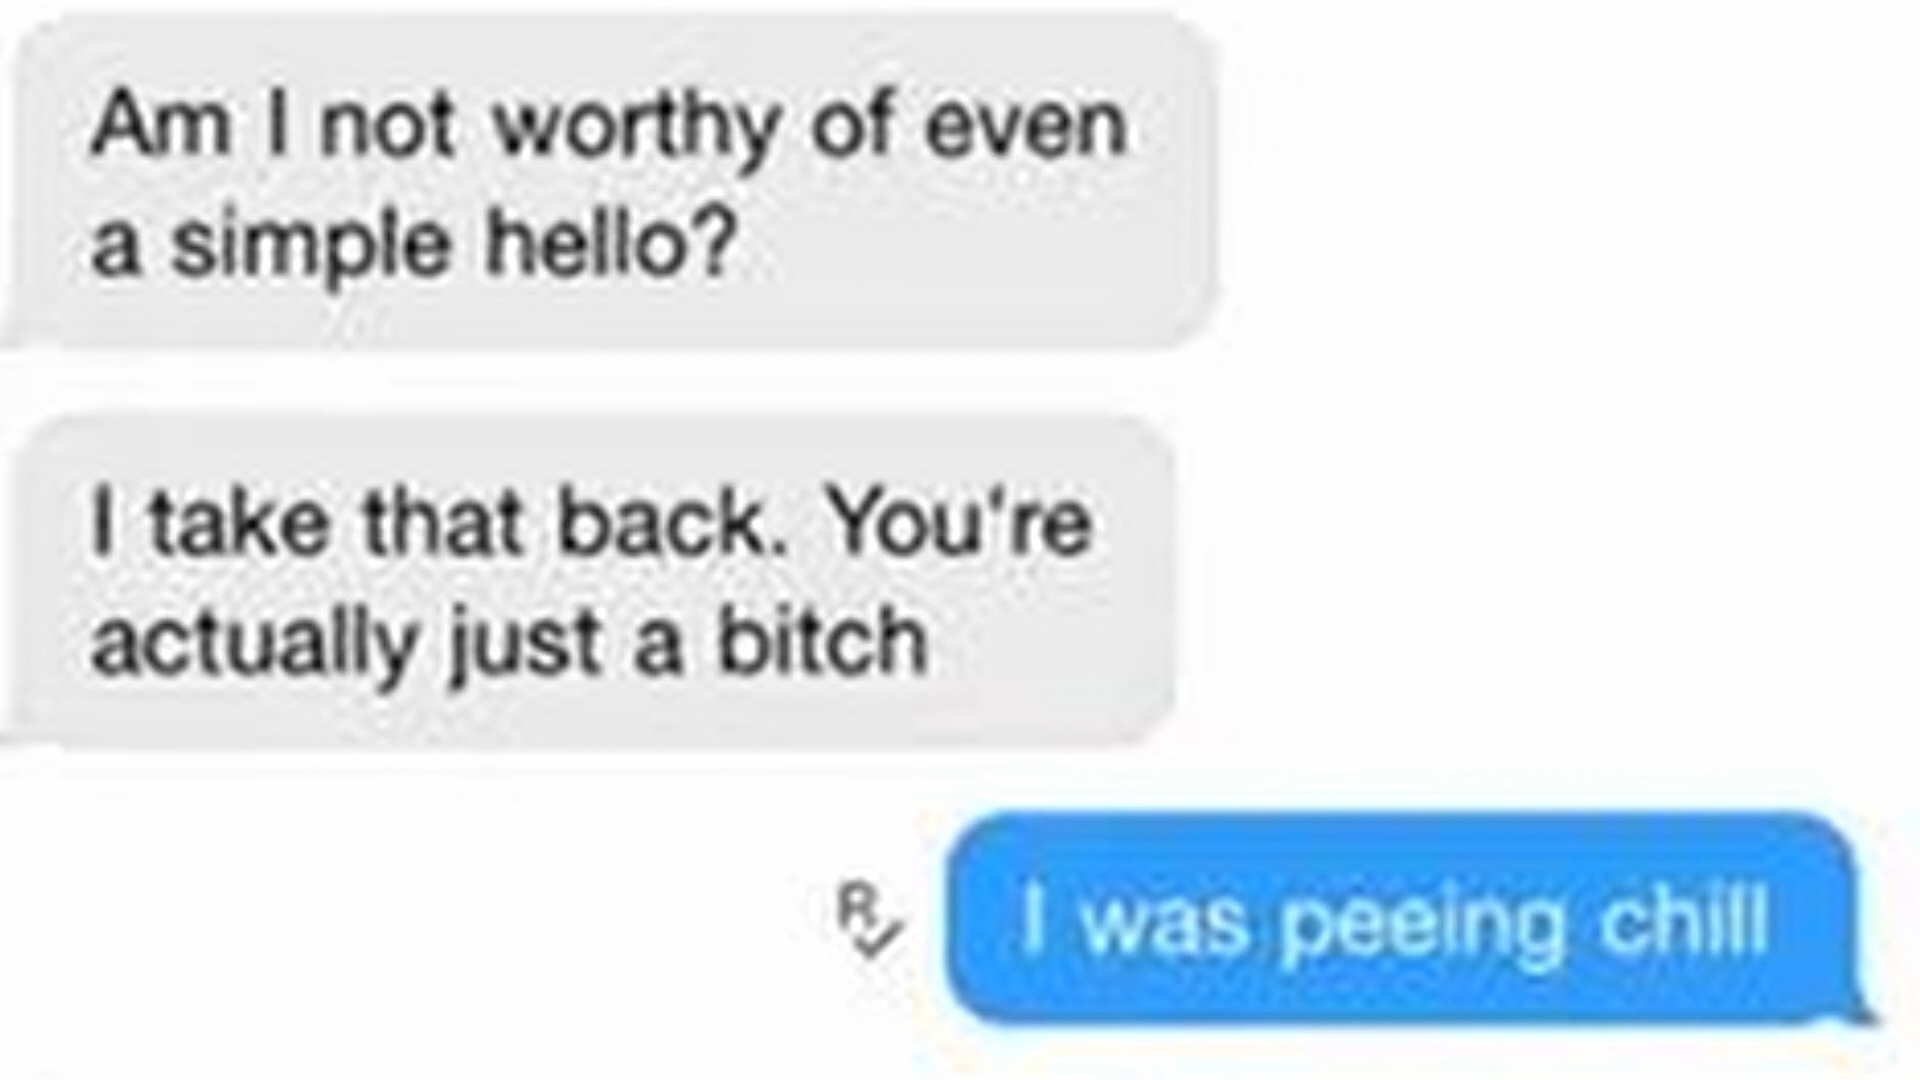 Am I not worthy of even
a simple hello?
I take that back. You're
actually just a bitch
R I was peeing chill